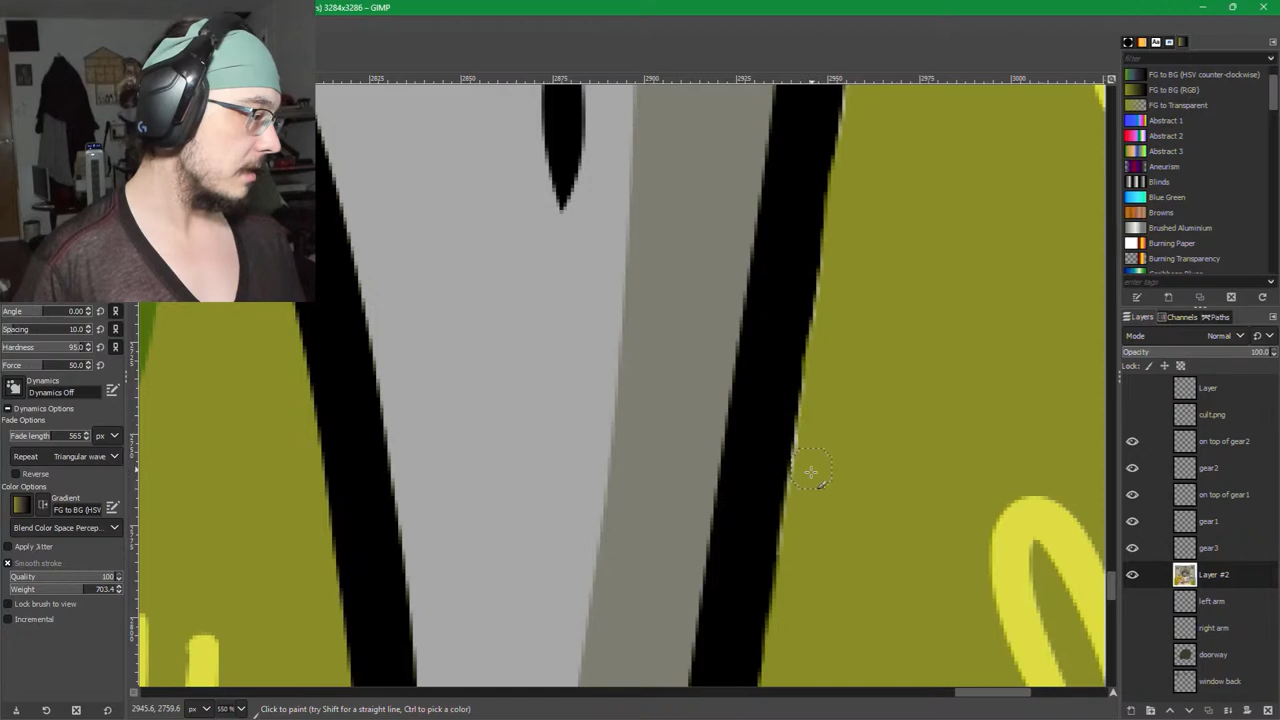 s) 3284x3286 – GIMP
2825
2850
2875
2900
2925
2950
2975
3000
filter
FG to BG (HSV counter-clockwise)
FG to BG (RGB)
FG to Transparent
Abstract 1
Abstract 2
Abstract 3
Aneurism
Blinds
Blue Green
Browns
Brushed Aluminium
Burning Paper
Burning Transparency
Caribbean Blues
enter tags
Layers Channels Paths
Mode Normal
Opacity 100.0
Lock:
Layer
cult.png
on top of gear2
gear2
on top of gear1
gear1
gear3
Layer #2
left arm
right arm
doorway
window back
Angle 0.00
Spacing 10.0
Hardness 95.0
Force 50.0
Dynamics
Dynamics Off
Dynamics Options
Fade Options
Fade length 565 px
Repeat Triangular wave
Reverse
Color Options
Gradient
FG to BG (HSV
Blend Color Space Percep...
Apply Jitter
Smooth stroke
Quality 100
Weight 703.4
Lock brush to view
Incremental
2945.6, 2759.6 px 550 % Click to paint (try Shift for a straight line, Ctrl to pick a color)